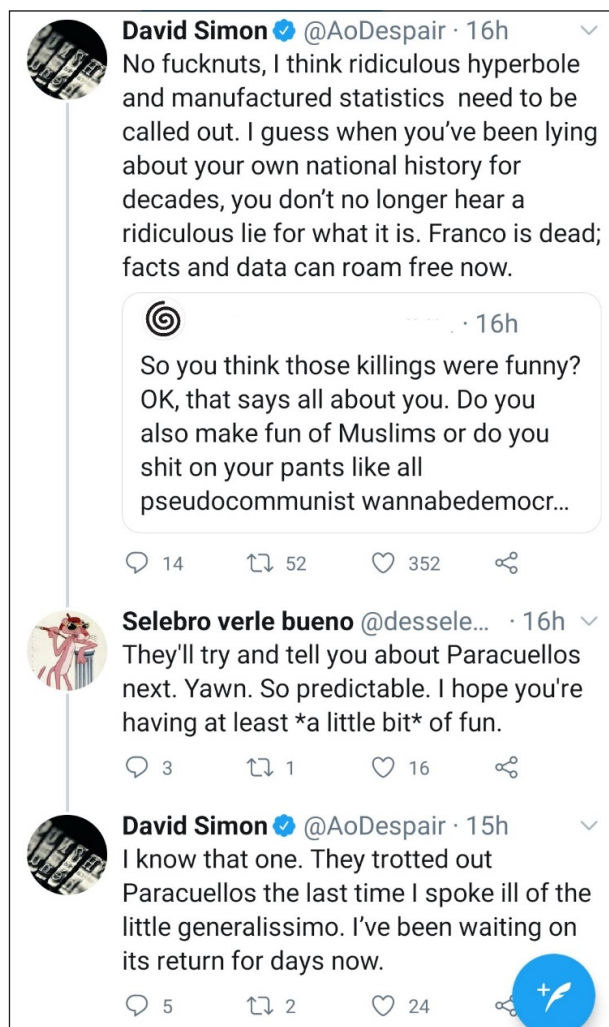 David Simon @AoDespair · 16h
No fucknuts, I think ridiculous hyperbole
and manufactured statistics need to be
called out. I guess when you've been lying
about your own national history for
decades, you don't no longer hear a
ridiculous lie for what it is. Franco is dead;
facts and data can roam free now.
· 16h
So you think those killings were funny?
OK, that says all about you. Do you
also make fun of Muslims or do you
shit on your pants like all
pseudocommunist wannabedemocr...
14 52 352
Selebro verle bueno @dessele... · 16h
They'll try and tell you about Paracuellos
next. Yawn. So predictable. I hope you're
having at least *a little bit* of fun.
3 1 16
David Simon @AoDespair · 15h
I know that one. They trotted out
Paracuellos the last time I spoke ill of the
little generalissimo. I've been waiting on
its return for days now.
5 2 24